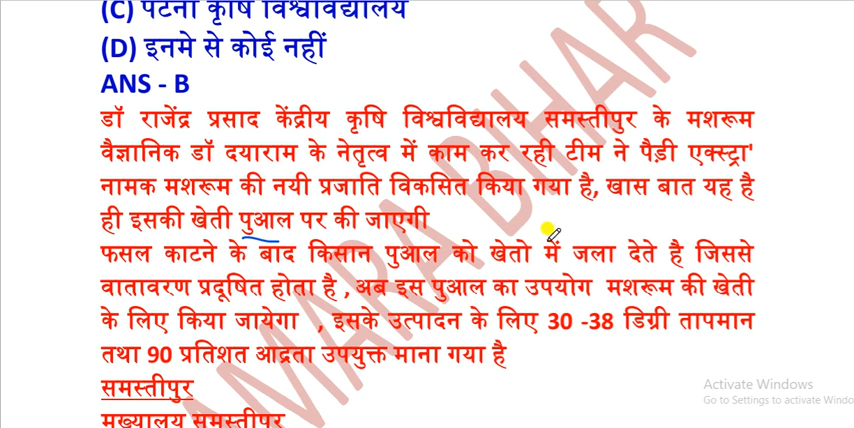 (C) पटना कृषि विश्वविद्यालय
(D) इनमे से कोई नहीं
ANS - B
डॉ राजेंद्र प्रसाद केंद्रीय कृषि विश्वविद्यालय समस्तीपुर के मशरूम
वैज्ञानिक डॉ दयाराम के नेतृत्व में काम कर रही टीम ने पैड़ी एक्स्ट्रा'
नामक मशरूम की नयी प्रजाति विकसित किया गया है, खास बात यह है
ही इसकी खेती पुआल पर की जाएगी
फसल काटने के बाद किसान पुआल को खेतो में जला देते है जिससे
वातावरण प्रदूषित होता है , अब इस पुआल का उपयोग मशरूम की खेती
के लिए किया जायेगा , इसके उत्पादन के लिए 30 -38 डिग्री तापमान
तथा 90 प्रतिशत आद्रता उपयुक्त माना गया है
समस्तीपुर
मुख्यालय समस्तीपुर
AMARA BIHAR
Activate Windows
Go to Settings to activate Windo